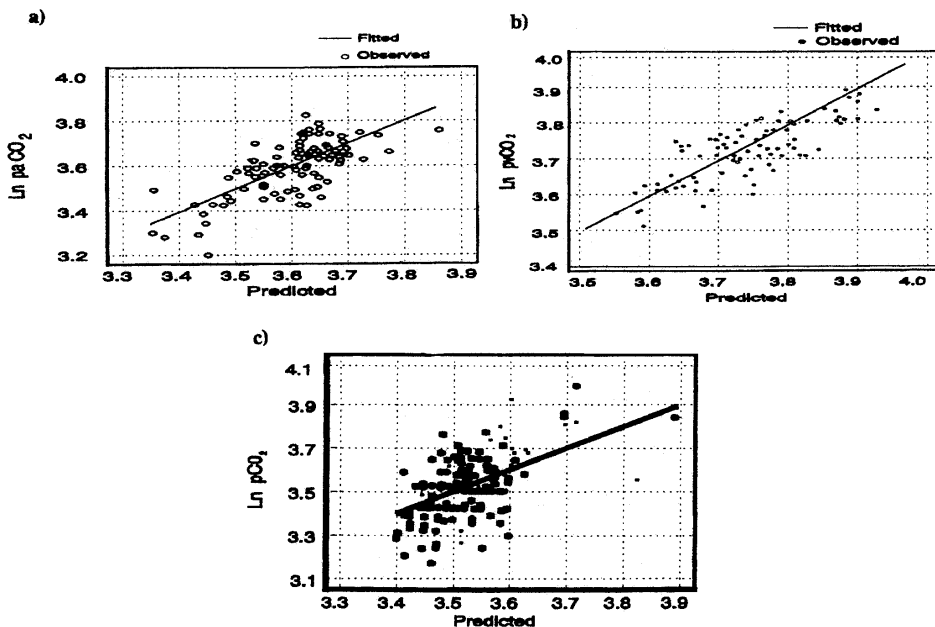 a)
Fitted
Observed
Ln paCO2
4.0
3.8
3.6
3.4
3.2
3.3 3.4 3.5 3.6 3.7 3.8 3.9
Predicted
b)
Fitted
Observed
4.0
3.9
3.8
3.7
3.6
3.5
3.4
3.5 3.6 3.7 3.8 3.9 4.0
Predicted
c)
Ln pCO2
4.1
3.9
3.7
3.5
3.3
3.1
3.3 3.4 3.5 3.6 3.7 3.8 3.9
Predicted